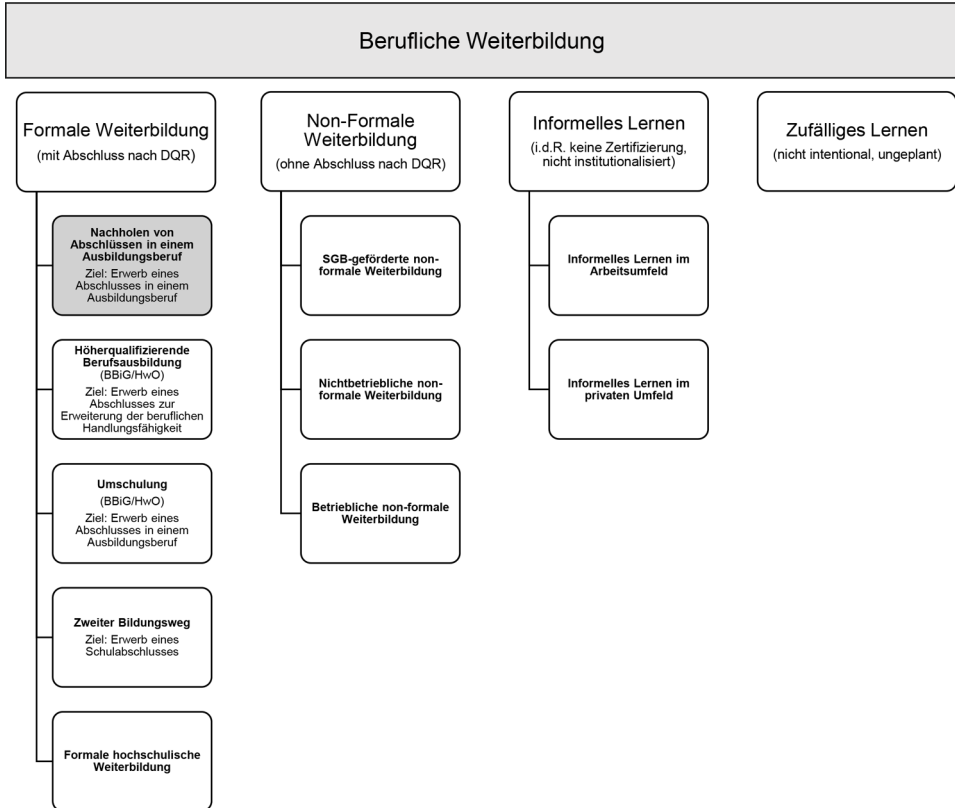 Berufliche Weiterbildung
Formale Weiterbildung
(mit Abschluss nach DQR)
Nachholen von
Abschlüssen in einem
Ausbildungsberuf
Ziel: Erwerb eines
Abschlusses in einem
Ausbildungsberuf
Höherqualifizierende
Berufsausbildung
(BBiG/HwO)
Ziel: Erwerb eines
Abschlusses zur
Erweiterung der beruflichen
Handlungsfähigkeit
Umschulung
(BBiG/HwO)
Ziel: Erwerb eines
Abschlusses in einem
Ausbildungsberuf
Zweiter Bildungsweg
Ziel: Erwerb eines
Schulabschlusses
Formale hochschulische
Weiterbildung
Non-Formale
Weiterbildung
(ohne Abschluss nach DQR)
SGB-geförderte non-
formale Weiterbildung
Nichtbetriebliche non-
formale Weiterbildung
Betriebliche non-formale
Weiterbildung
Informelles Lernen
(i.d.R. keine Zertifizierung,
nicht institutionalisiert)
Informelles Lernen im
Arbeitsumfeld
Informelles Lernen im
privaten Umfeld
Zufälliges Lernen
(nicht intentional, ungeplant)